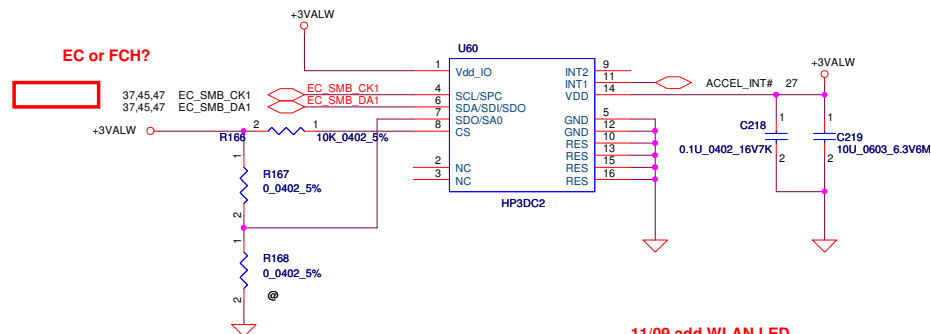 +3VALW
EC or FCH?
U60
1 Vdd_IO INT2 9
INT1 11 ACCEL_INT# 27
+3VALW
37,45,47 EC_SMB_CK1 EC_SMB_CK1 4 SCL/SPC VDD 14
37,45,47 EC_SMB_DA1 EC_SMB_DA1 6 SDA/SDI/SDO
7 SDO/SA0 GND 5
+3VALW 2 1 8 CS GND 12
R166 10K_0402_5%
RES 10
RES 13
2 NC RES 15
3 NC RES 16
HP3DC2
1
C218
0.1U_0402_16V7K
2
1
C219
10U_0603_6.3V6M
2
1
R167
0_0402_5%
2
1
R168
0_0402_5%
2
@
11/09 add WLAN LED